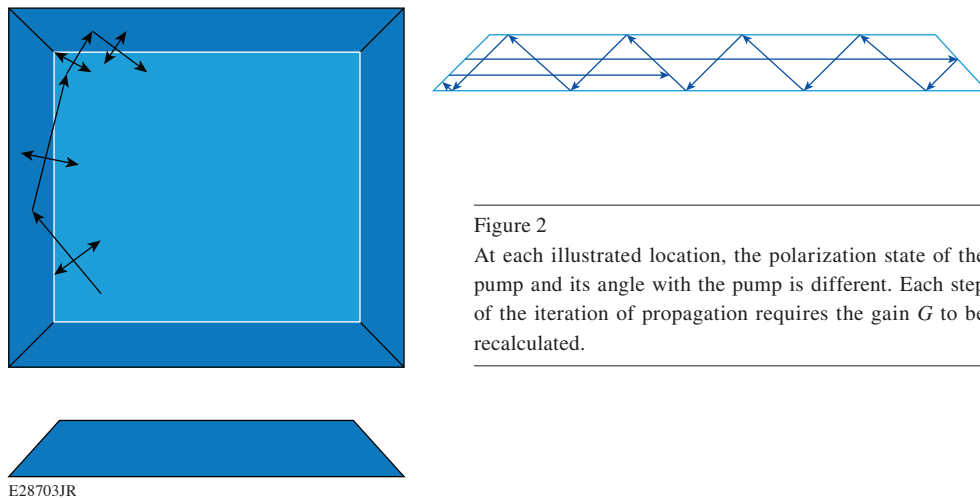 Figure 2
At each illustrated location, the polarization state of the
pump and its angle with the pump is different. Each step
of the iteration of propagation requires the gain G to be
recalculated.
E28703JR